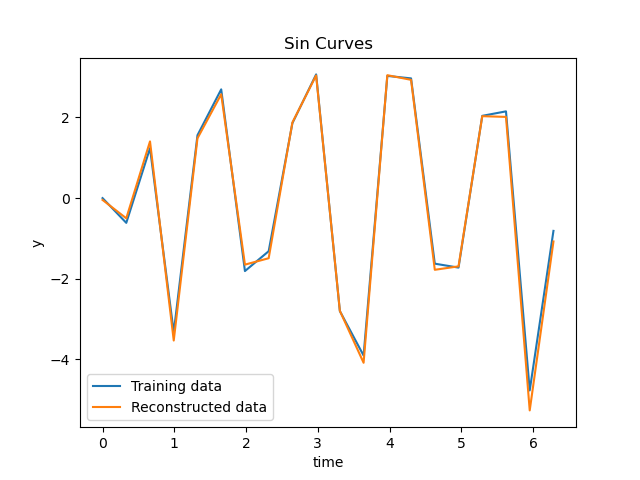 Sin Curves
y
2
0
−2
−4
Training data
Reconstructed data
0 1 2 3 4 5 6
time